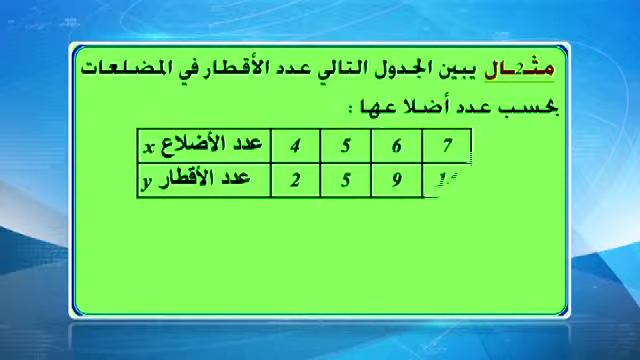 مثـ2ـال يبين الجدول التالي عدد الأقطار في المضلعات
بحسب عدد أضلاعها :
عدد الأضلاع x 4 5 6 7
عدد الأقطار y 2 5 9